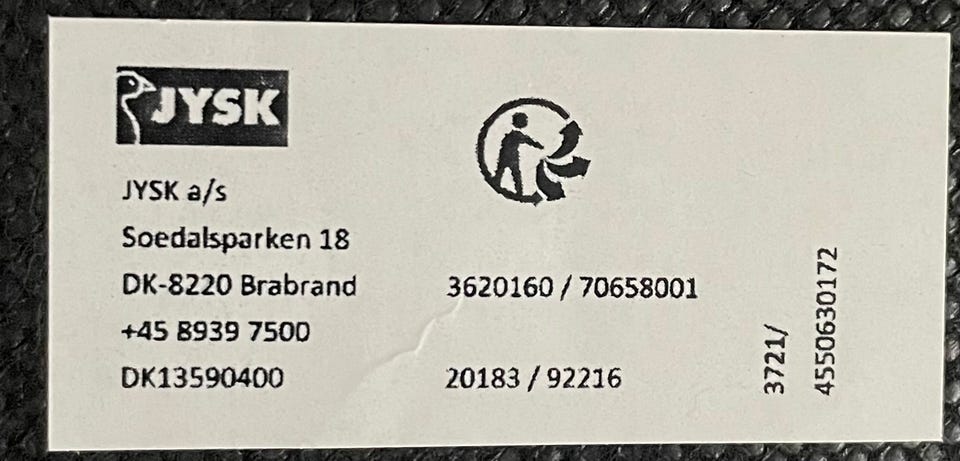 JYSK
JYSK a/s
Soedalsparken 18
DK-8220 Brabrand
+45 8939 7500
DK13590400
3620160 / 70658001
20183 / 92216
3721/
4550630172